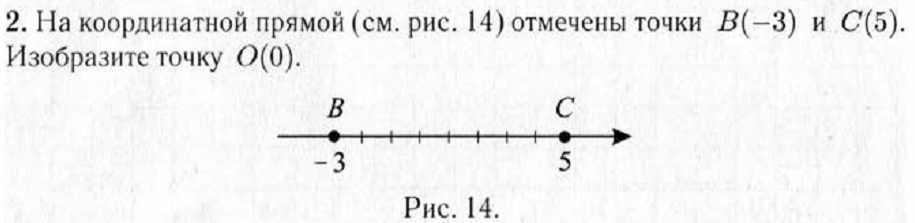 2. На координатной прямой (см. рис. 14) отмечены точки B(−3) и C(5).
Изобразите точку O(0).
B C
−3 5
Рис. 14.